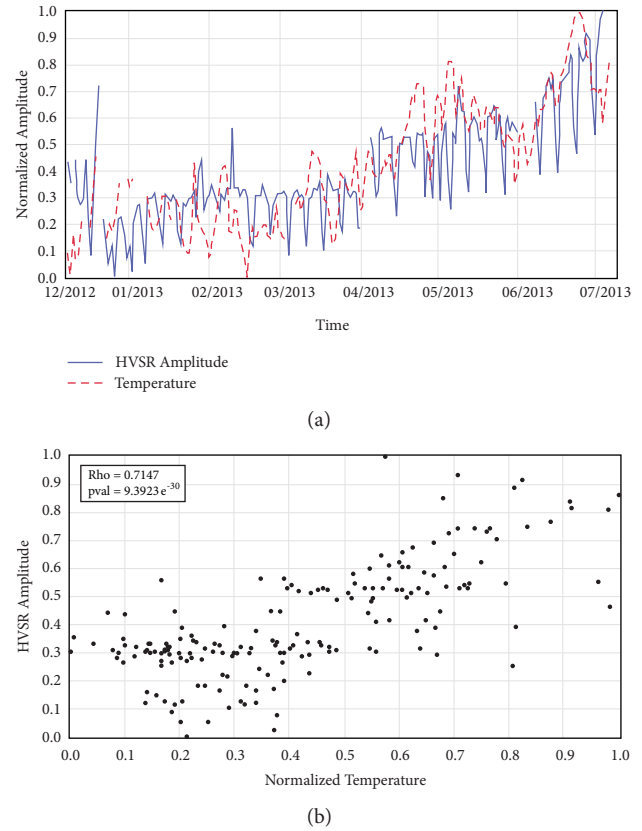 1.0
0.9
0.8
0.7
0.6
0.5
0.4
0.3
0.2
0.1
0.0
Normalized Amplitude
12/2012 01/2013 02/2013 03/2013 04/2013 05/2013 06/2013 07/2013
Time
HVSR Amplitude
Temperature
(a)
1.0
0.9
0.8
0.7
0.6
0.5
0.4
0.3
0.2
0.1
0.0
HVSR Amplitude
Rho = 0.7147
pval = 9.3923 e-30
0.0 0.1 0.2 0.3 0.4 0.5 0.6 0.7 0.8 0.9 1.0
Normalized Temperature
(b)